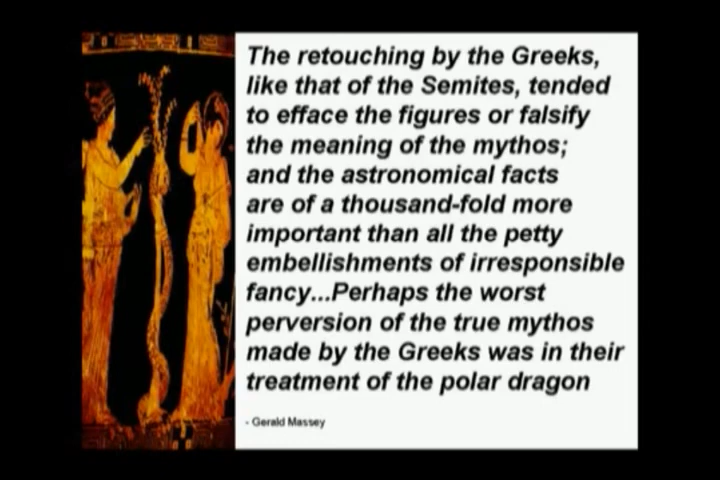 The retouching by the Greeks,
like that of the Semites, tended
to efface the figures or falsify
the meaning of the mythos;
and the astronomical facts
are of a thousand-fold more
important than all the petty
embellishments of irresponsible
fancy...Perhaps the worst
perversion of the true mythos
made by the Greeks was in their
treatment of the polar dragon
- Gerald Massey